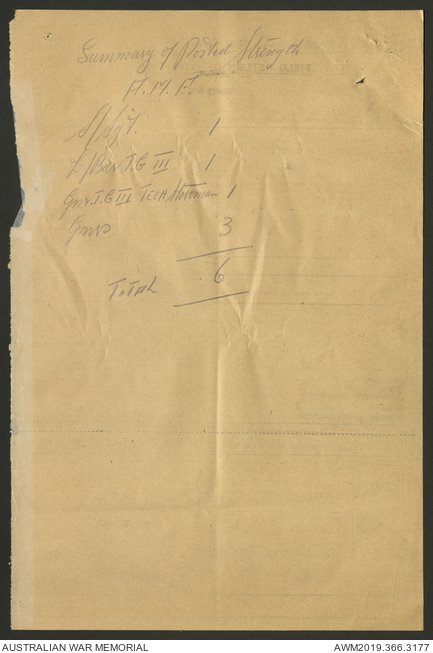 Summary of Posted Strength
A.M.F.
S/Sgt. 1
L/Bdr. T.G III 1
Gnr. T.G III Tech/Storeman 1
Gnrs 3
Total 6
AUSTRALIAN WAR MEMORIAL
AWM2019.366.3177